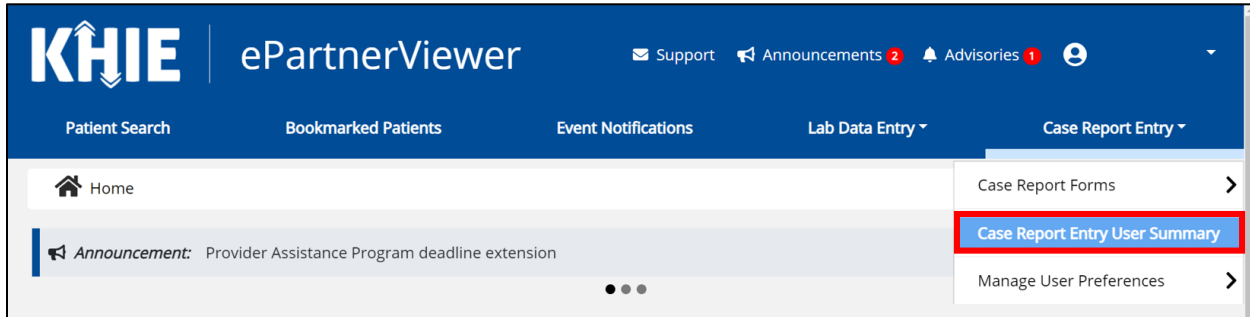 KHIE ePartnerViewer Support Announcements 2 Advisories 1
Patient Search Bookmarked Patients Event Notifications Lab Data Entry Case Report Entry
Home
Case Report Forms
Case Report Entry User Summary
Announcement: Provider Assistance Program deadline extension
Manage User Preferences